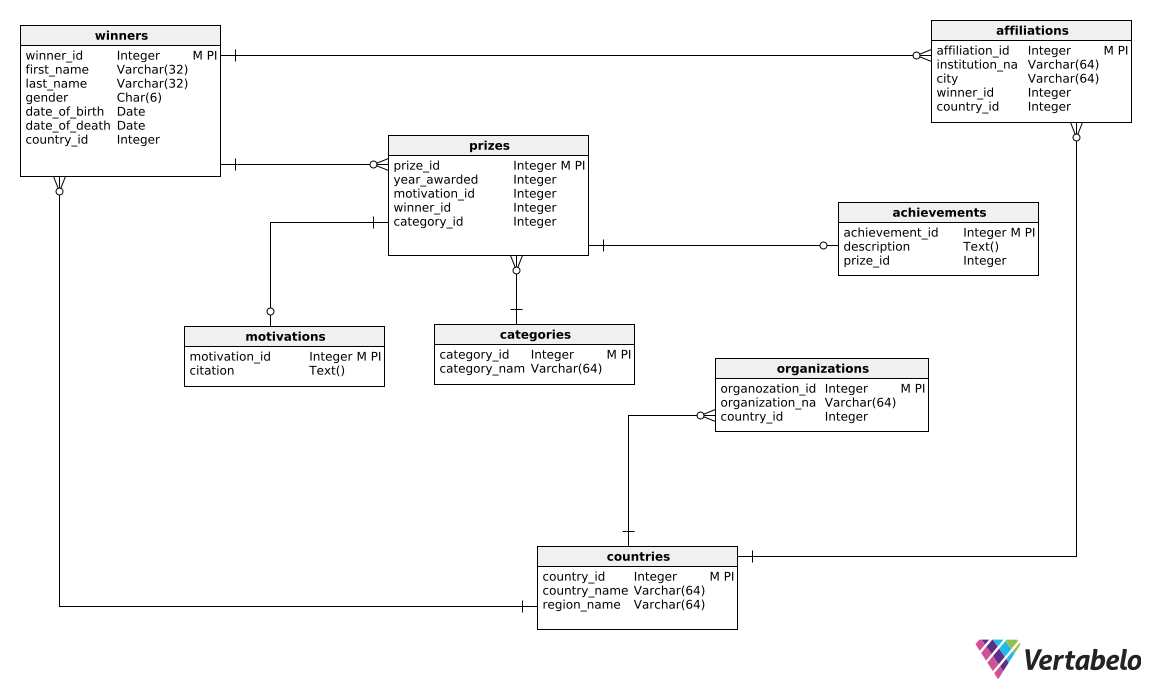 winners
winner_id Integer M PI
first_name Varchar(32)
last_name Varchar(32)
gender Char(6)
date_of_birth Date
date_of_death Date
country_id Integer
affiliations
affiliation_id Integer M PI
institution_na Varchar(64)
city Varchar(64)
winner_id Integer
country_id Integer
prizes
prize_id Integer M PI
year_awarded Integer
motivation_id Integer
winner_id Integer
category_id Integer
achievements
achievement_id Integer M PI
description Text()
prize_id Integer
motivations
motivation_id Integer M PI
citation Text()
categories
category_id Integer M PI
category_nam Varchar(64)
organizations
organozation_id Integer M PI
organization_na Varchar(64)
country_id Integer
countries
country_id Integer M PI
country_name Varchar(64)
region_name Varchar(64)
Vertabelo